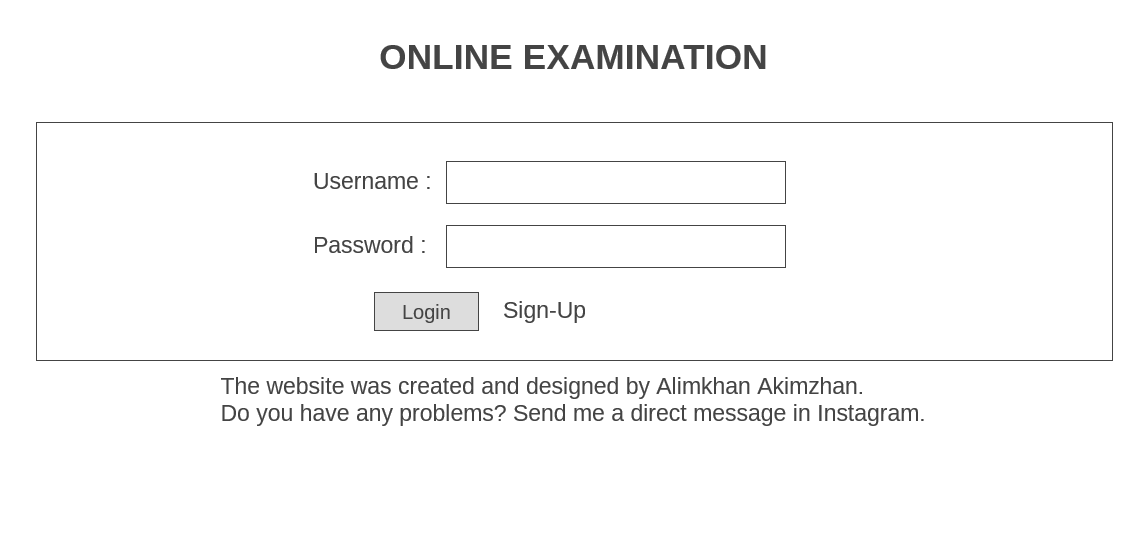 ONLINE EXAMINATION
Username :
Password :
Login Sign-Up
The website was created and designed by Alimkhan Akimzhan.
Do you have any problems? Send me a direct message in Instagram.